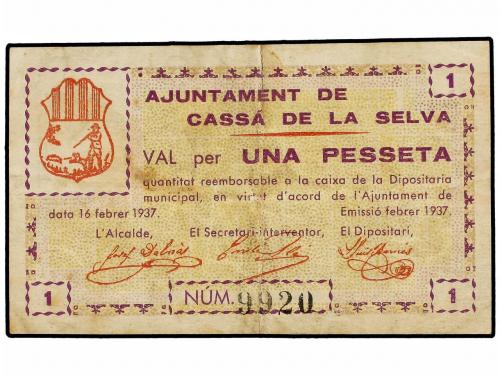 1
AJUNTAMENT DE
CASSÁ DE LA SELVA
VAL per UNA PESSETA
quantitat reemborsable a la caixa de la Dipositaria
municipal, en virtut d'acord de l'Ajuntament de
data 16 febrer 1937. Emissió febrer 1937.
L'Alcalde, El Secretari-interventor, El Dipositari,
1 NÚM. 9920 1